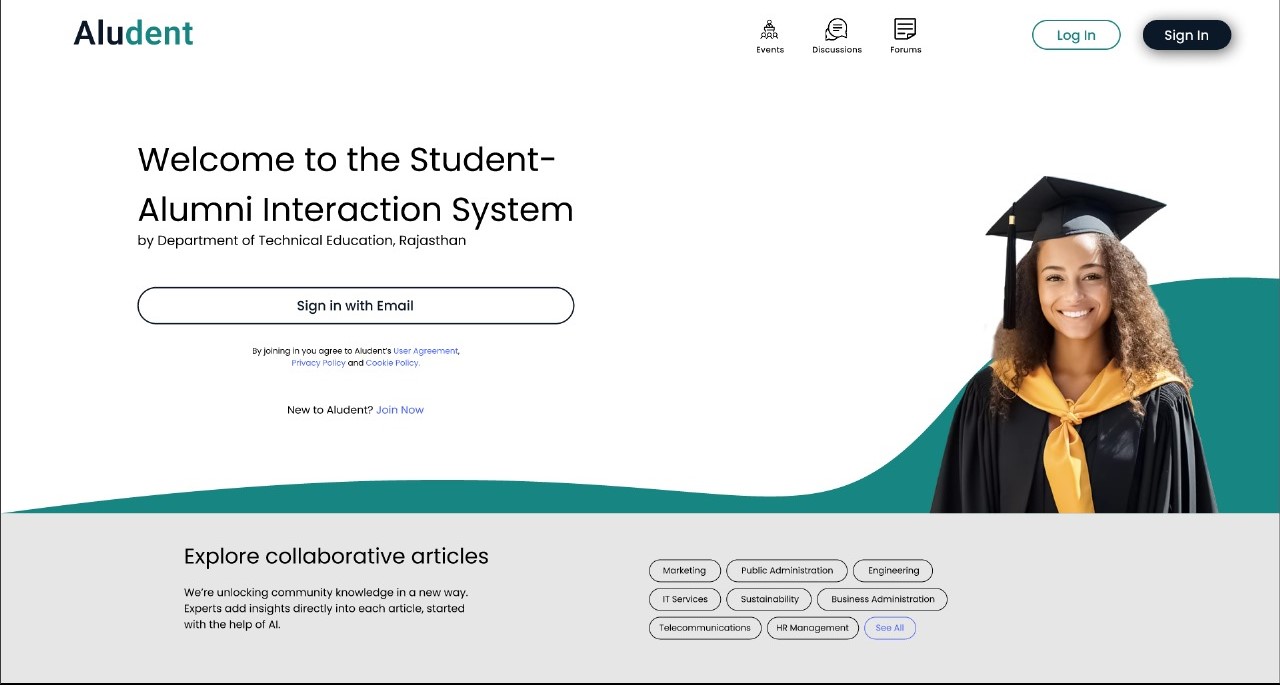 Aludent
Events
Discussions
Forums
Log In
Sign In
Welcome to the Student-
Alumni Interaction System
by Department of Technical Education, Rajasthan
Sign in with Email
By joining in you agree to Aludent's User Agreement,
Privacy Policy and Cookie Policy.
New to Aludent? Join Now
Explore collaborative articles
We're unlocking community knowledge in a new way.
Experts add insights directly into each article, started
with the help of AI.
Marketing
Public Administration
Engineering
IT Services
Sustainability
Business Administration
Telecommunications
HR Management
See All